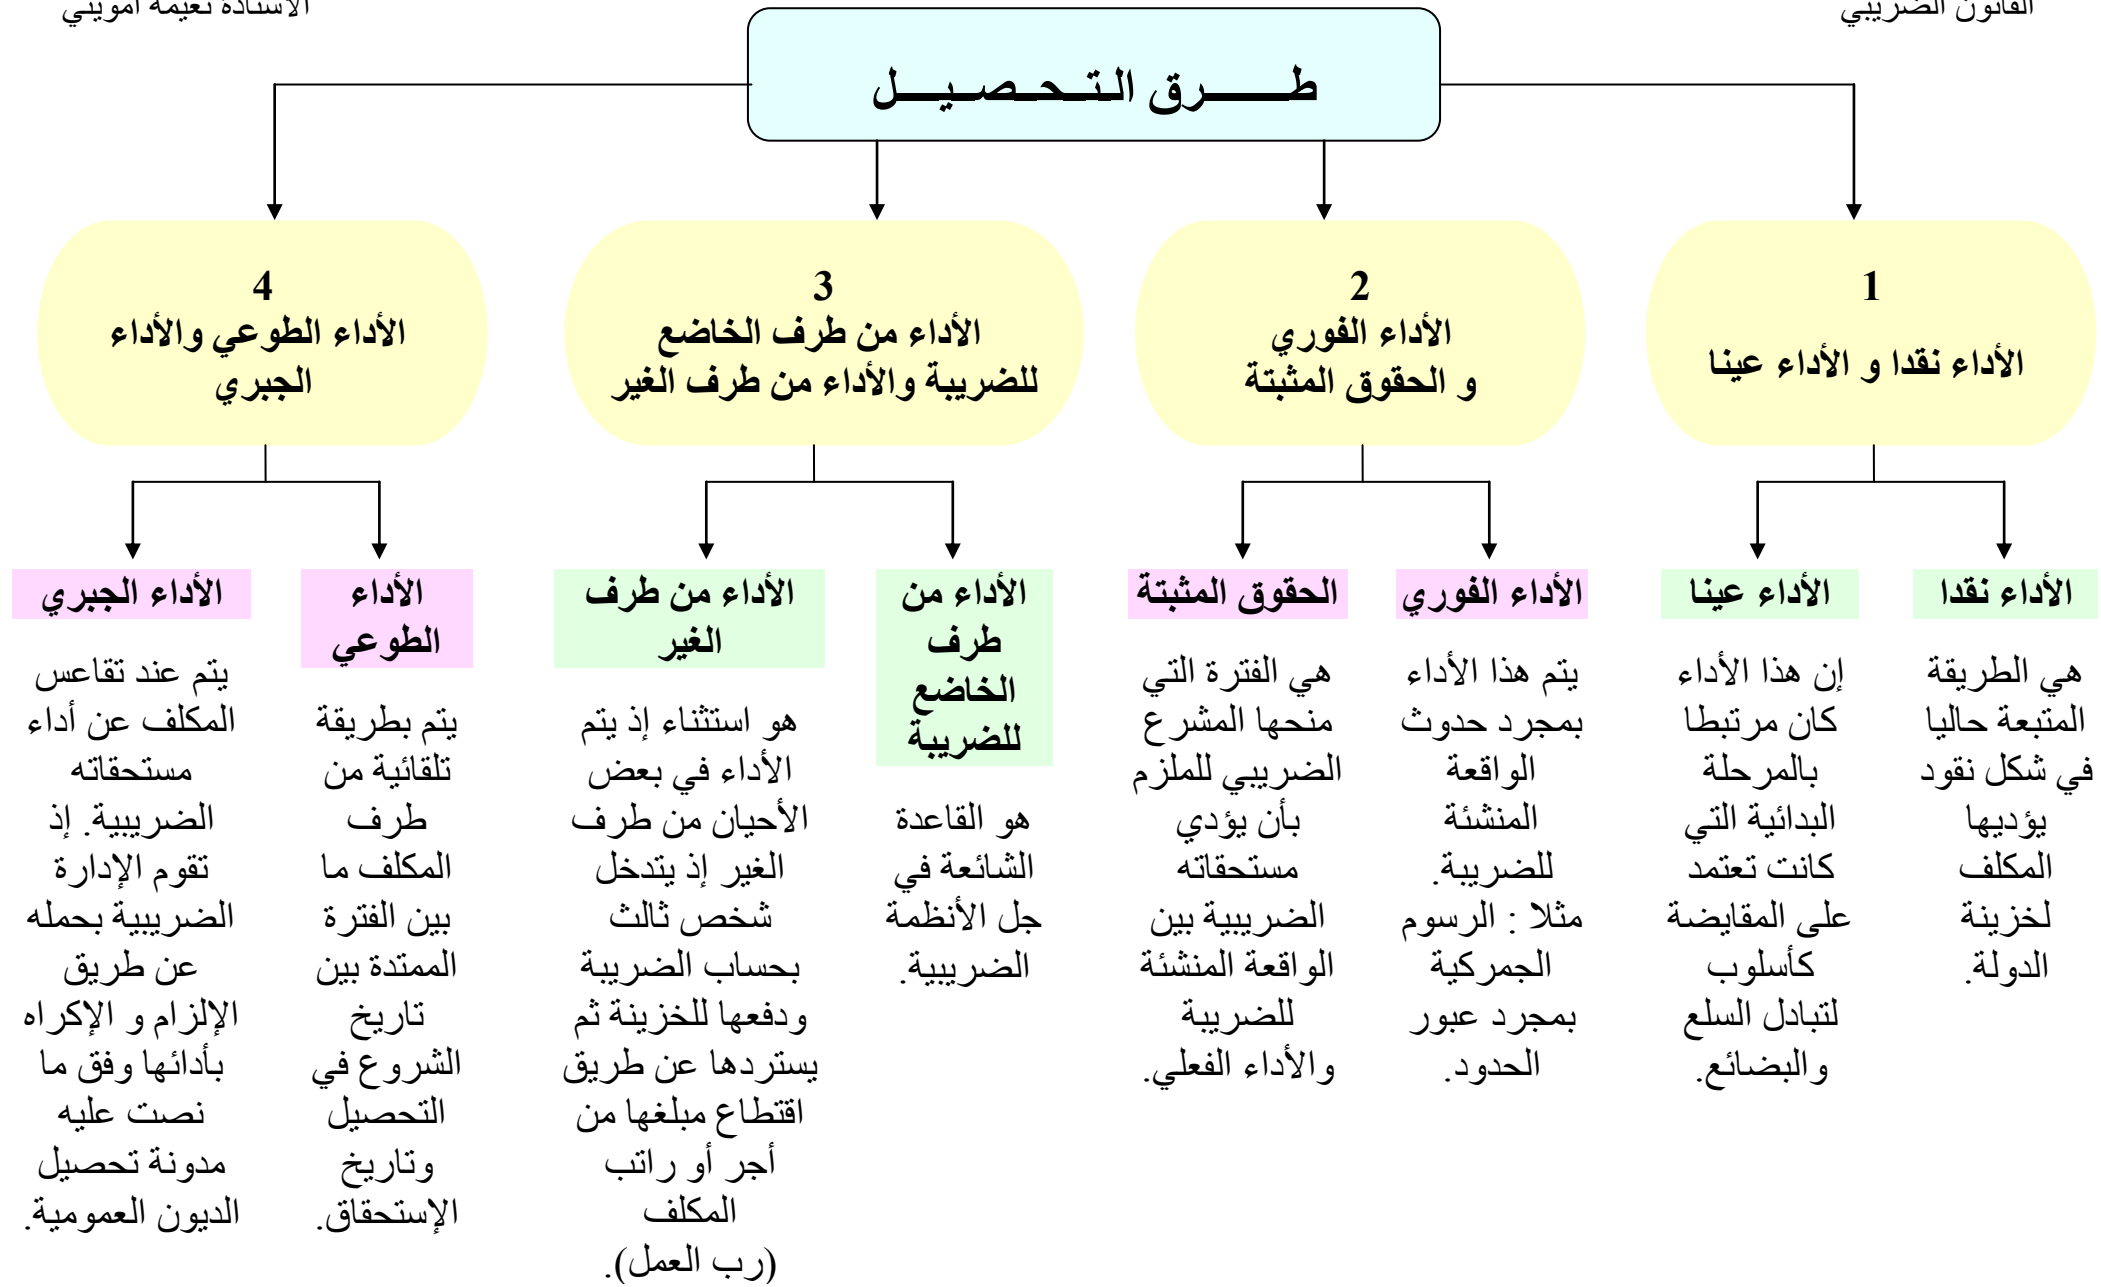 القانون الضريبي
الأستاذة نعيمة امويني
طرق التحصيل
1
الأداء نقدا و الأداء عينا
2
الأداء الفوري
و الحقوق المثبتة
3
الأداء من طرف الخاضع
للضريبة والأداء من طرف الغير
4
الأداء الطوعي والأداء
الجبري
الأداء نقدا
هي الطريقة
المتبعة حاليا
في شكل نقود
يؤديها
المكلف
لخزينة
الدولة.
الأداء عينا
إن هذا الأداء
كان مرتبطا
بالمرحلة
البدائية التي
كانت تعتمد
على المقايضة
كأسلوب
لتبادل السلع
والبضائع.
الأداء الفوري
يتم هذا الأداء
بمجرد حدوث
الواقعة
المنشئة
للضريبة.
مثلا : الرسوم
الجمركية
بمجرد عبور
الحدود.
الحقوق المثبتة
هي الفترة التي
منحها المشرع
الضريبي للملزم
بأن يؤدي
مستحقاته
الضريبية بين
الواقعة المنشئة
للضريبة
والأداء الفعلي.
الأداء من
طرف
الخاضع
للضريبة
هو القاعدة
الشائعة في
جل الأنظمة
الضريبية.
الأداء من طرف
الغير
هو استثناء إذ يتم
الأداء في بعض
الأحيان من طرف
الغير إذ يتدخل
شخص ثالث
بحساب الضريبة
ودفعها للخزينة ثم
يستردها عن طريق
اقتطاع مبلغها من
أجر أو راتب
المكلف
(رب العمل).
الأداء
الطوعي
يتم بطريقة
تلقائية من
طرف
المكلف ما
بين الفترة
الممتدة بين
تاريخ
الشروع في
التحصيل
وتاريخ
الإستحقاق.
الأداء الجبري
يتم عند تقاعس
المكلف عن أداء
مستحقاته
الضريبية. إذ
تقوم الإدارة
الضريبية بحمله
عن طريق
الإلزام و الإكراه
بأدائها وفق ما
نصت عليه
مدونة تحصيل
الديون العمومية.